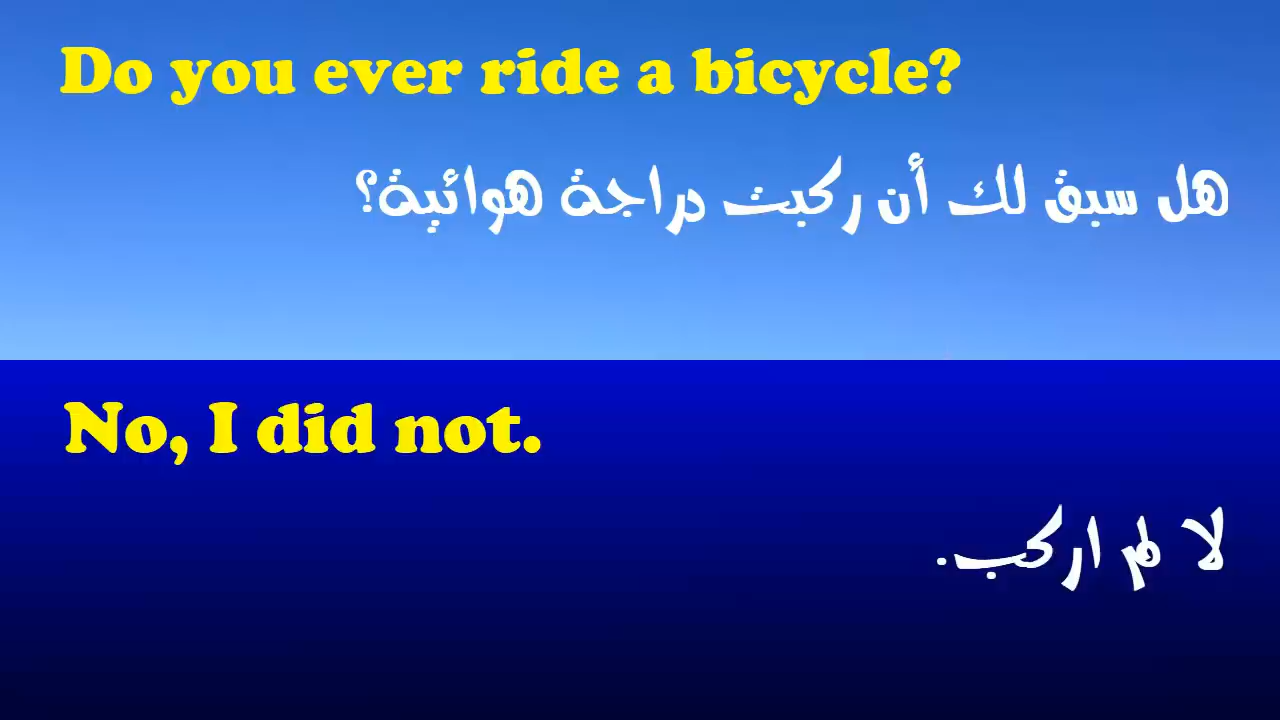 Do you ever ride a bicycle?
هل سبق لك أن ركبت دراجة هوائية؟
No, I did not.
لا لم اركب.